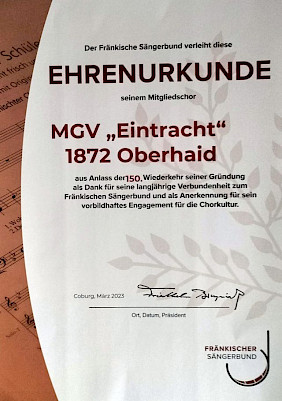 Schüle
Der Fränkische Sängerbund verleiht diese
EHRENURKUNDE
seinem Mitgliedschor
MGV „Eintracht“
1872 Oberhaid
aus Anlass der 150. Wiederkehr seiner Gründung
als Dank für seine langjährige Verbundenheit zum
Fränkischen Sängerbund und als Anerkennung für sein
vorbildhaftes Engagement für die Chorkultur.
Coburg, März 2023
Ort, Datum, Präsident
FRÄNKISCHER
SÄNGERBUND